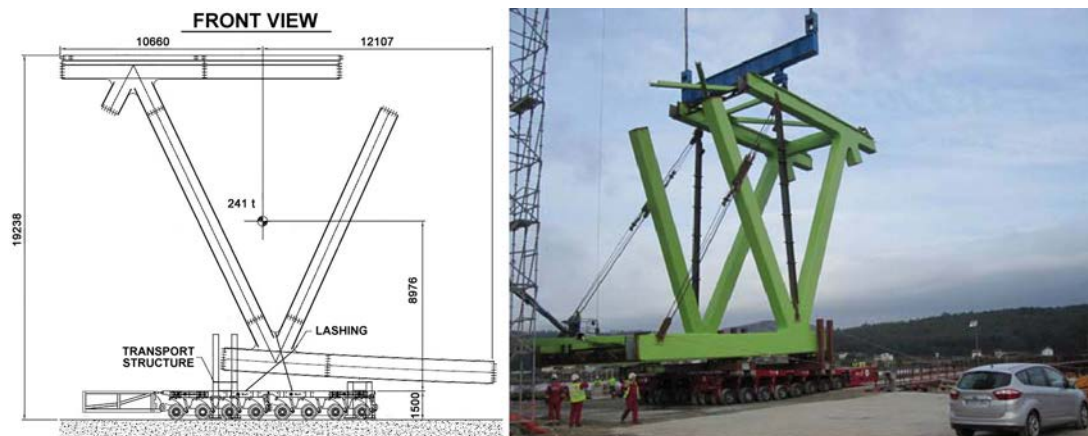 FRONT VIEW
10660
12107
19238
241 t
8976
LASHING
TRANSPORT
STRUCTURE
1500